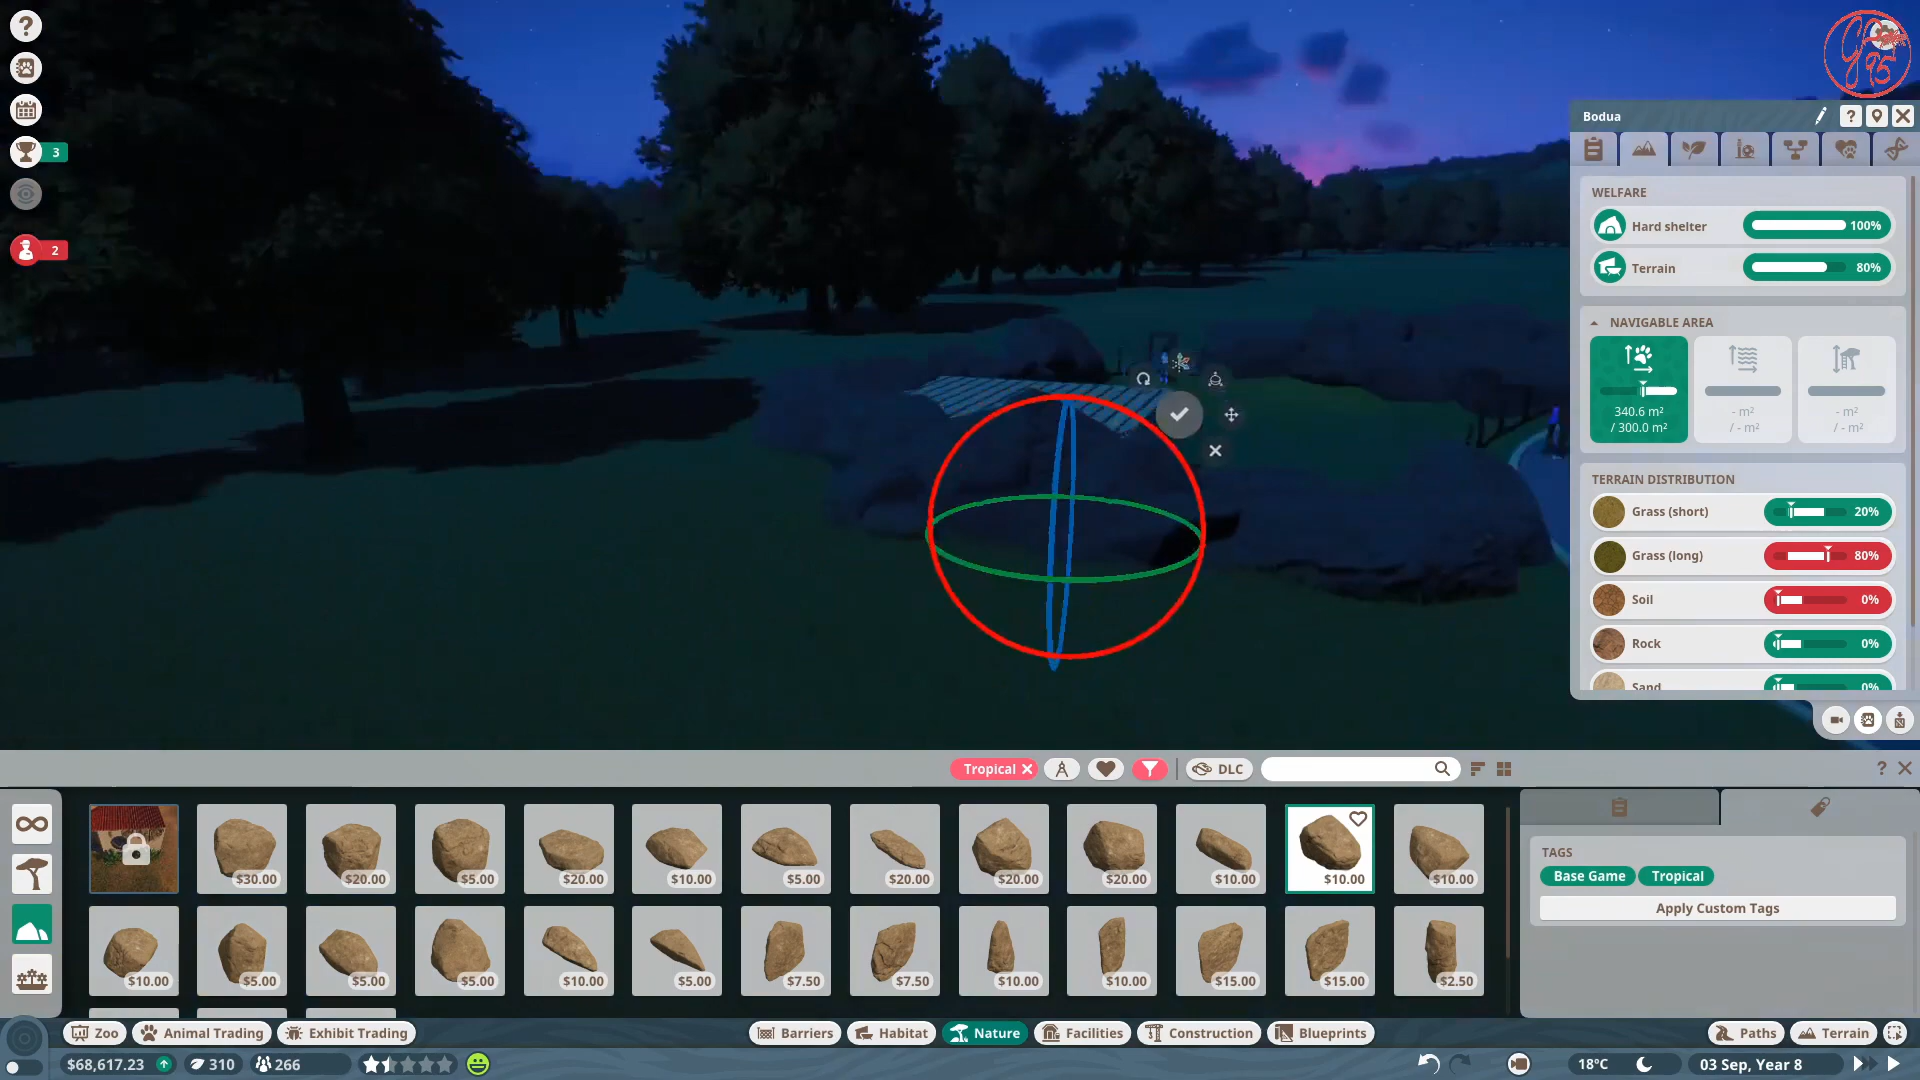 3
2
Bodua
?
WELFARE
Hard shelter 100%
Terrain 80%
NAVIGABLE AREA
340.6 m² / 300.0 m²
- m² / - m²
- m² / - m²
TERRAIN DISTRIBUTION
Grass (short) 20%
Grass (long) 80%
Soil 0%
Rock 0%
Sand 0%
Tropical DLC
$30.00 $20.00 $5.00 $20.00 $10.00 $5.00 $20.00 $20.00 $20.00 $10.00 $10.00 $10.00
$10.00 $5.00 $5.00 $5.00 $10.00 $5.00 $7.50 $7.50 $10.00 $10.00 $15.00 $15.00 $2.50
TAGS
Base Game Tropical
Apply Custom Tags
Zoo Animal Trading Exhibit Trading Barriers Habitat Nature Facilities Construction Blueprints Paths Terrain
$68,617.23 310 266 18°C 03 Sep, Year 8